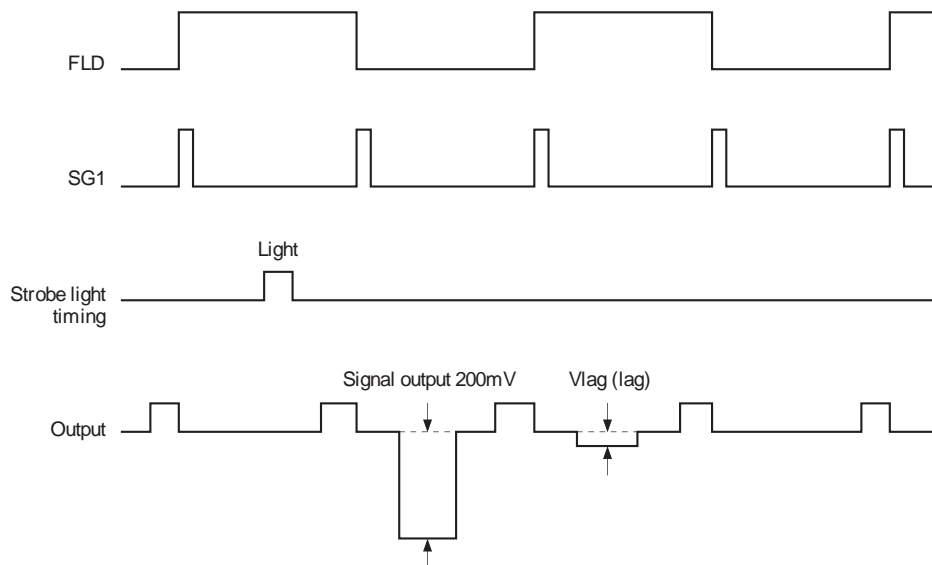 FLD
SG1
Light
Strobe light
timing
Signal output 200mV
Vlag (lag)
Output